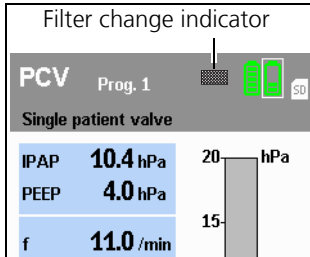 Filter change indicator
PCV Prog. 1 SD
Single patient valve
IPAP 10.4 hPa
PEEP 4.0 hPa
f 11.0 /min
20 hPa
15